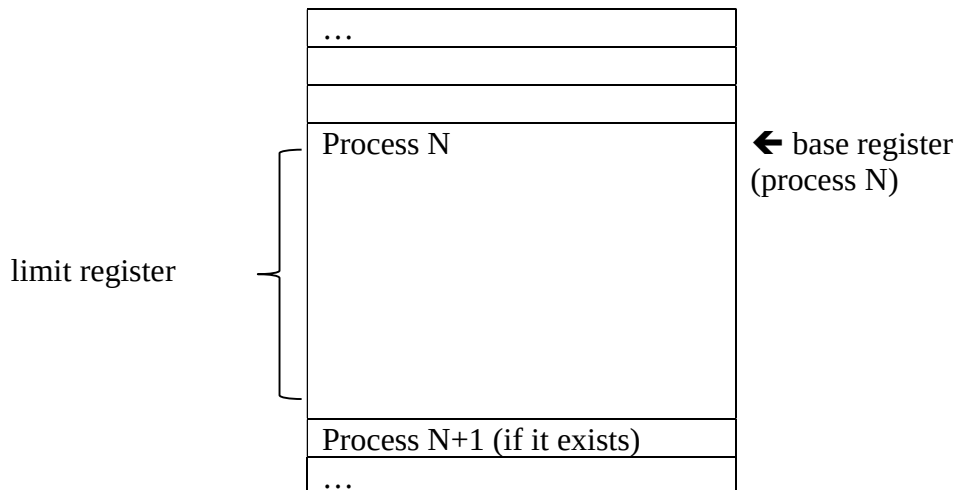 …
Process N
🡸 base register
(process N)
limit register
Process N+1 (if it exists)
…